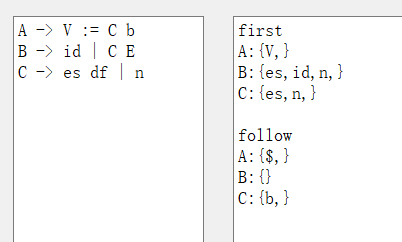 A -> V := C b
B -> id | C E
C -> es df | n
first
A:{V,}
B:{es,id,n,}
C:{es,n,}
follow
A:{$,}
B:{}
C:{b,}